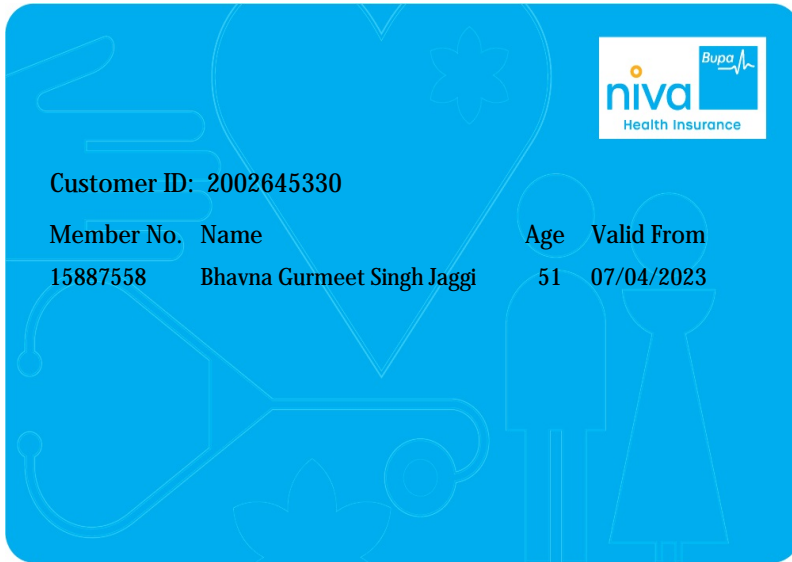 Bupa
niva
Health Insurance
Customer ID: 2002645330
Member No. Name Age Valid From
15887558 Bhavna Gurmeet Singh Jaggi 51 07/04/2023